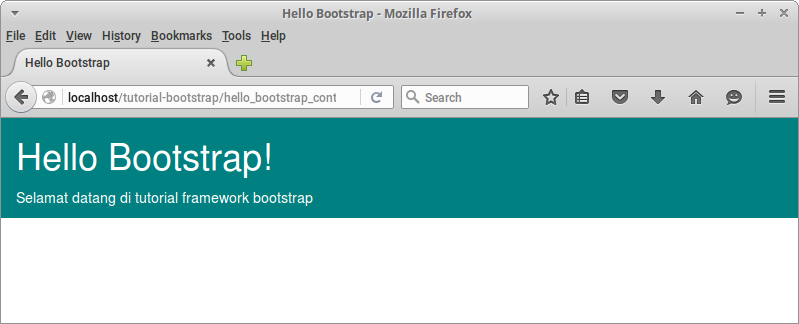 Hello Bootstrap - Mozilla Firefox
File Edit View History Bookmarks Tools Help
Hello Bootstrap
localhost/tutorial-bootstrap/hello_bootstrap_cont
Search
Hello Bootstrap!
Selamat datang di tutorial framework bootstrap